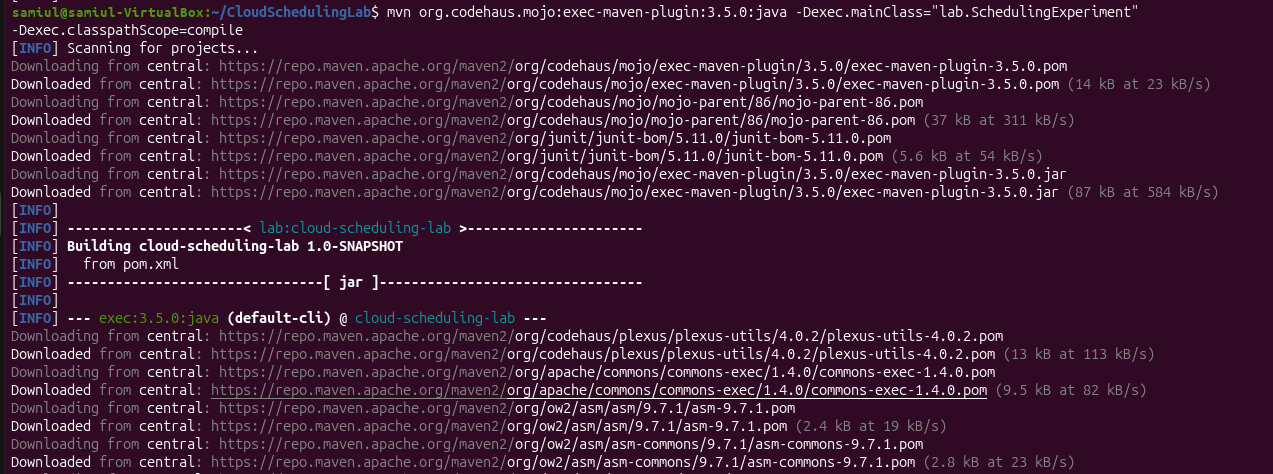 samiul@samiul-VirtualBox:~/CloudSchedulingLab$ mvn org.codehaus.mojo:exec-maven-plugin:3.5.0:java -Dexec.mainClass="lab.SchedulingExperiment"
-Dexec.classpathScope=compile
[INFO] Scanning for projects...
Downloading from central: https://repo.maven.apache.org/maven2/org/codehaus/mojo/exec-maven-plugin/3.5.0/exec-maven-plugin-3.5.0.pom
Downloaded from central: https://repo.maven.apache.org/maven2/org/codehaus/mojo/exec-maven-plugin/3.5.0/exec-maven-plugin-3.5.0.pom (14 kB at 23 kB/s)
Downloading from central: https://repo.maven.apache.org/maven2/org/codehaus/mojo/mojo-parent/86/mojo-parent-86.pom
Downloaded from central: https://repo.maven.apache.org/maven2/org/codehaus/mojo/mojo-parent/86/mojo-parent-86.pom (37 kB at 311 kB/s)
Downloading from central: https://repo.maven.apache.org/maven2/org/junit/junit-bom/5.11.0/junit-bom-5.11.0.pom
Downloaded from central: https://repo.maven.apache.org/maven2/org/junit/junit-bom/5.11.0/junit-bom-5.11.0.pom (5.6 kB at 54 kB/s)
Downloading from central: https://repo.maven.apache.org/maven2/org/codehaus/mojo/exec-maven-plugin/3.5.0/exec-maven-plugin-3.5.0.jar
Downloaded from central: https://repo.maven.apache.org/maven2/org/codehaus/mojo/exec-maven-plugin/3.5.0/exec-maven-plugin-3.5.0.jar (87 kB at 584 kB/s)
[INFO]
[INFO] ----------------------< lab:cloud-scheduling-lab >----------------------
[INFO] Building cloud-scheduling-lab 1.0-SNAPSHOT
[INFO]   from pom.xml
[INFO] --------------------------------[ jar ]---------------------------------
[INFO]
[INFO] --- exec:3.5.0:java (default-cli) @ cloud-scheduling-lab ---
Downloading from central: https://repo.maven.apache.org/maven2/org/codehaus/plexus/plexus-utils/4.0.2/plexus-utils-4.0.2.pom
Downloaded from central: https://repo.maven.apache.org/maven2/org/codehaus/plexus/plexus-utils/4.0.2/plexus-utils-4.0.2.pom (13 kB at 113 kB/s)
Downloading from central: https://repo.maven.apache.org/maven2/org/apache/commons/commons-exec/1.4.0/commons-exec-1.4.0.pom
Downloaded from central: https://repo.maven.apache.org/maven2/org/apache/commons/commons-exec/1.4.0/commons-exec-1.4.0.pom (9.5 kB at 82 kB/s)
Downloading from central: https://repo.maven.apache.org/maven2/org/ow2/asm/asm/9.7.1/asm-9.7.1.pom
Downloaded from central: https://repo.maven.apache.org/maven2/org/ow2/asm/asm/9.7.1/asm-9.7.1.pom (2.4 kB at 19 kB/s)
Downloading from central: https://repo.maven.apache.org/maven2/org/ow2/asm/asm-commons/9.7.1/asm-commons-9.7.1.pom
Downloaded from central: https://repo.maven.apache.org/maven2/org/ow2/asm/asm-commons/9.7.1/asm-commons-9.7.1.pom (2.8 kB at 23 kB/s)